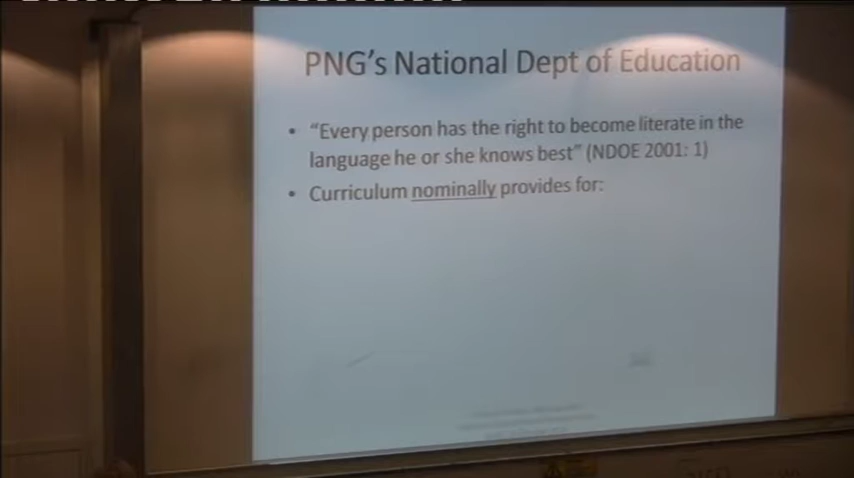 PNG's National Dept of Education
• "Every person has the right to become literate in the
language he or she knows best" (NDOE 2001: 1)
• Curriculum nominally provides for: